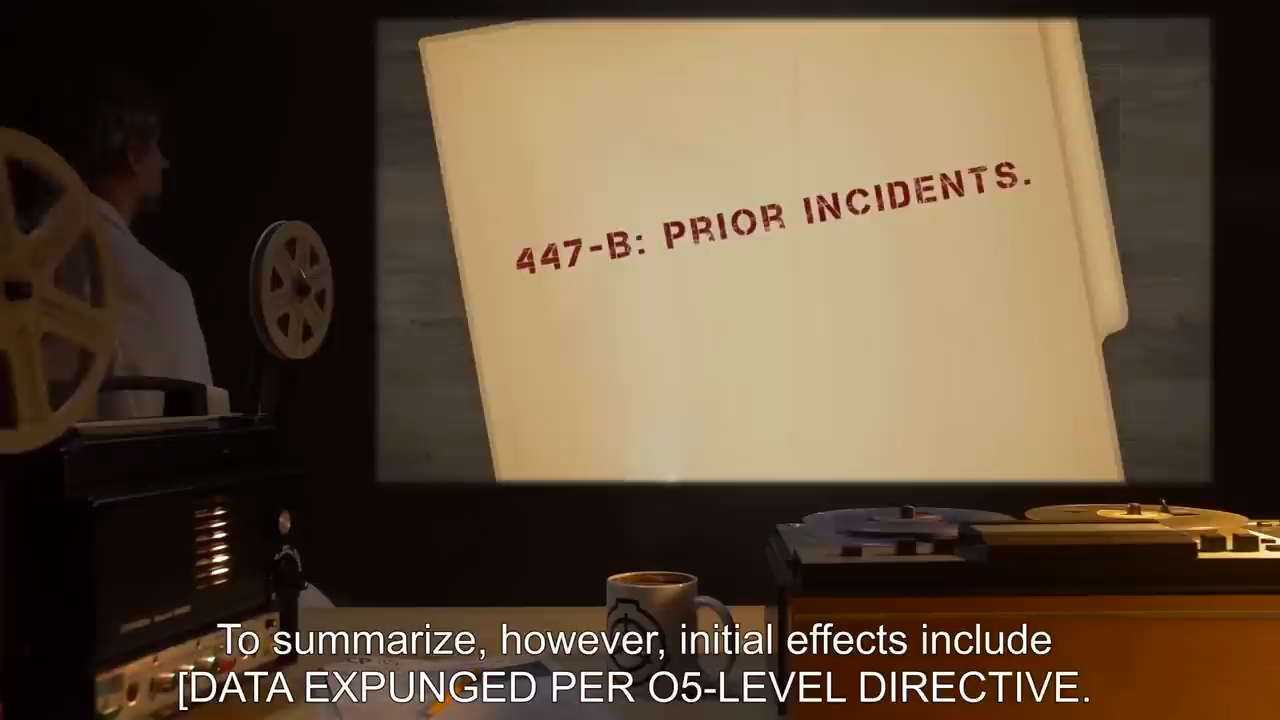 447-B: PRIOR INCIDENTS.
To summarize, however, initial effects include
[DATA EXPUNGED PER O5-LEVEL DIRECTIVE.